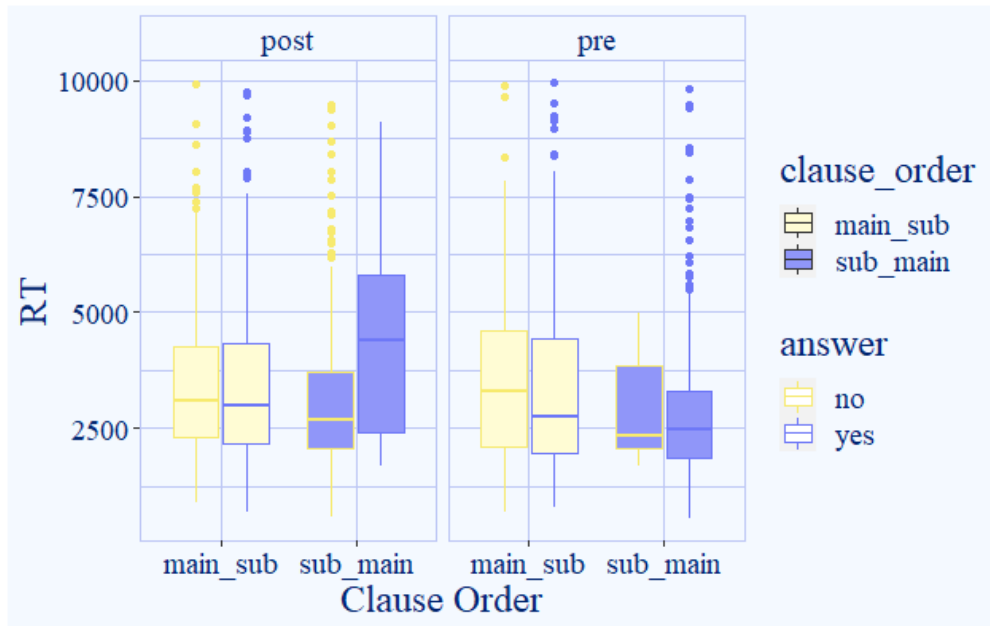 post
pre
10000
7500
5000
2500
RT
main_sub
sub_main
main_sub
sub_main
Clause Order
clause_order
main_sub
sub_main
answer
no
yes